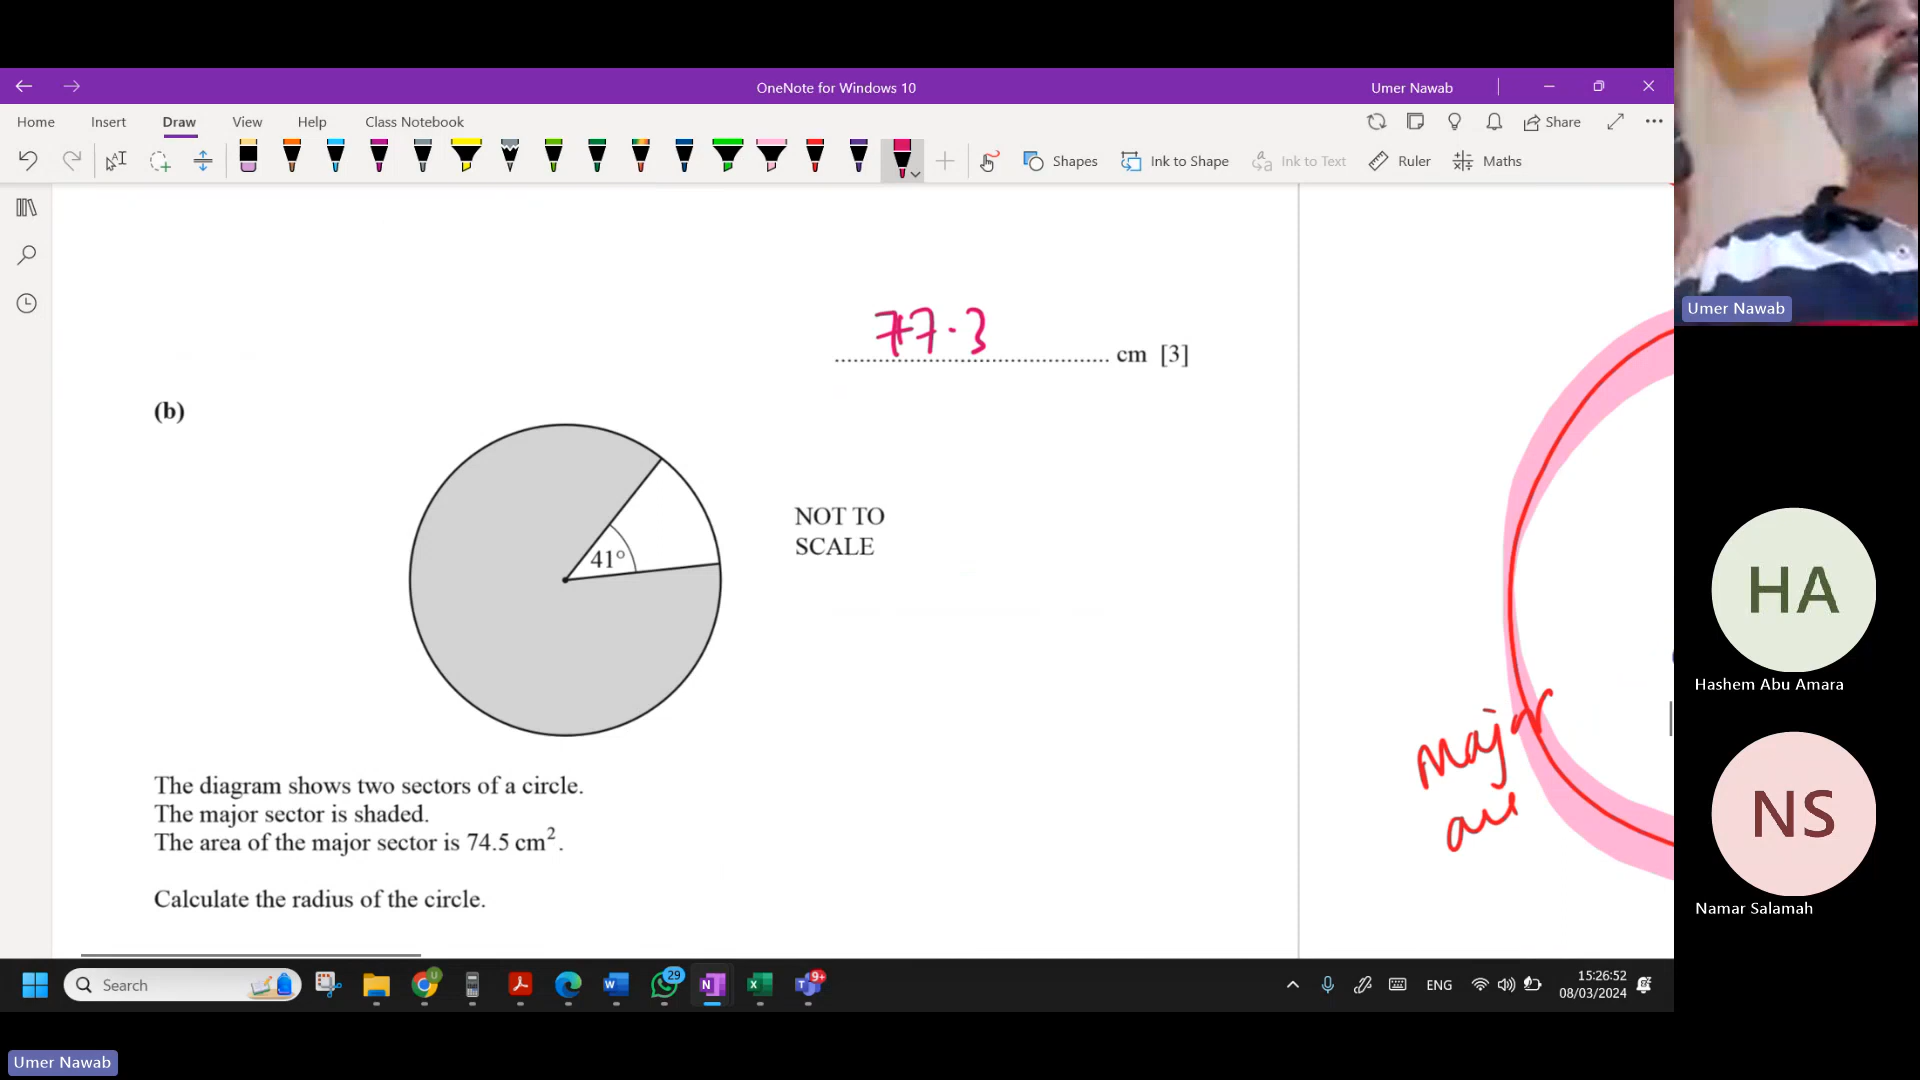 OneNote for Windows 10
Umer Nawab
Home Insert Draw View Help Class Notebook
Share
Shapes Ink to Shape Ink to Text Ruler Maths
77.3
cm [3]
(b)
NOT TO
SCALE
41°
major
The diagram shows two sectors of a circle.
The major sector is shaded.
The area of the major sector is 74.5 cm².
Calculate the radius of the circle.
Umer Nawab
HA
Hashem Abu Amara
NS
Namar Salamah
Search
29
9+
ENG
15:26:52
08/03/2024
Umer Nawab